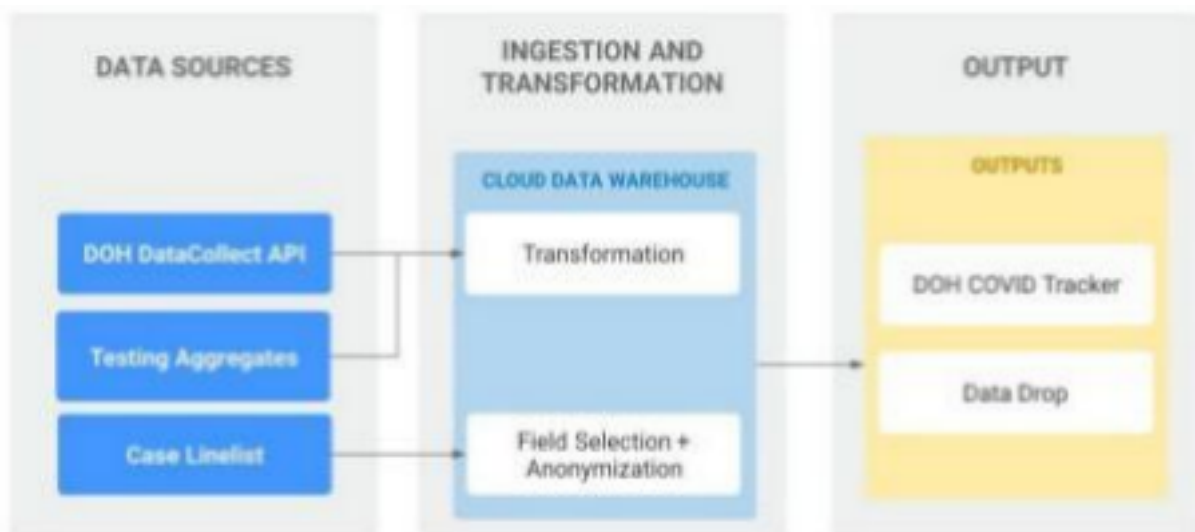 DATA SOURCES
DOH DataCollect API
Testing Aggregates
Case Linelist
INGESTION AND
TRANSFORMATION
CLOUD DATA WAREHOUSE
Transformation
Field Selection +
Anonymization
OUTPUT
OUTPUTS
DOH COVID Tracker
Data Drop